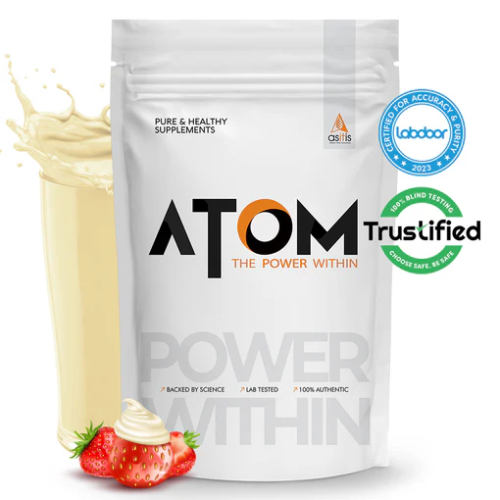 PURE & HEALTHY
SUPPLEMENTS
asitis
CERTIFIED FOR ACCURACY & PURITY
Labdoor
2023
100% BLIND TESTING
Trustified
CHOOSE SAFE, BE SAFE
ATOM
THE POWER WITHIN
POWER
BACKED BY SCIENCE LAB TESTED 100% AUTHENTIC
WITHIN